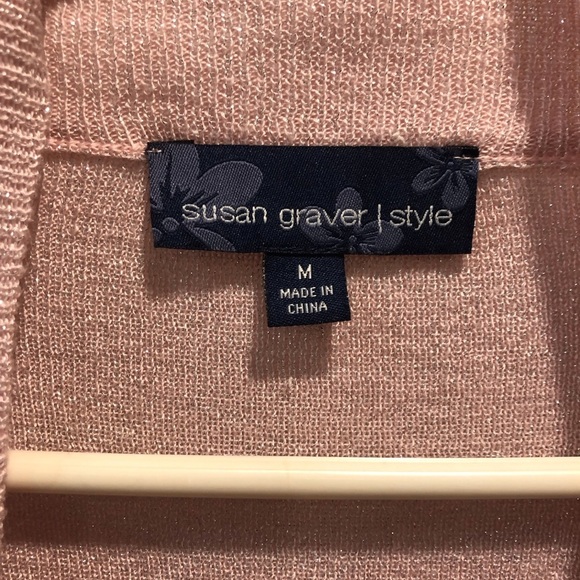 susan graver | style
M
MADE IN
CHINA